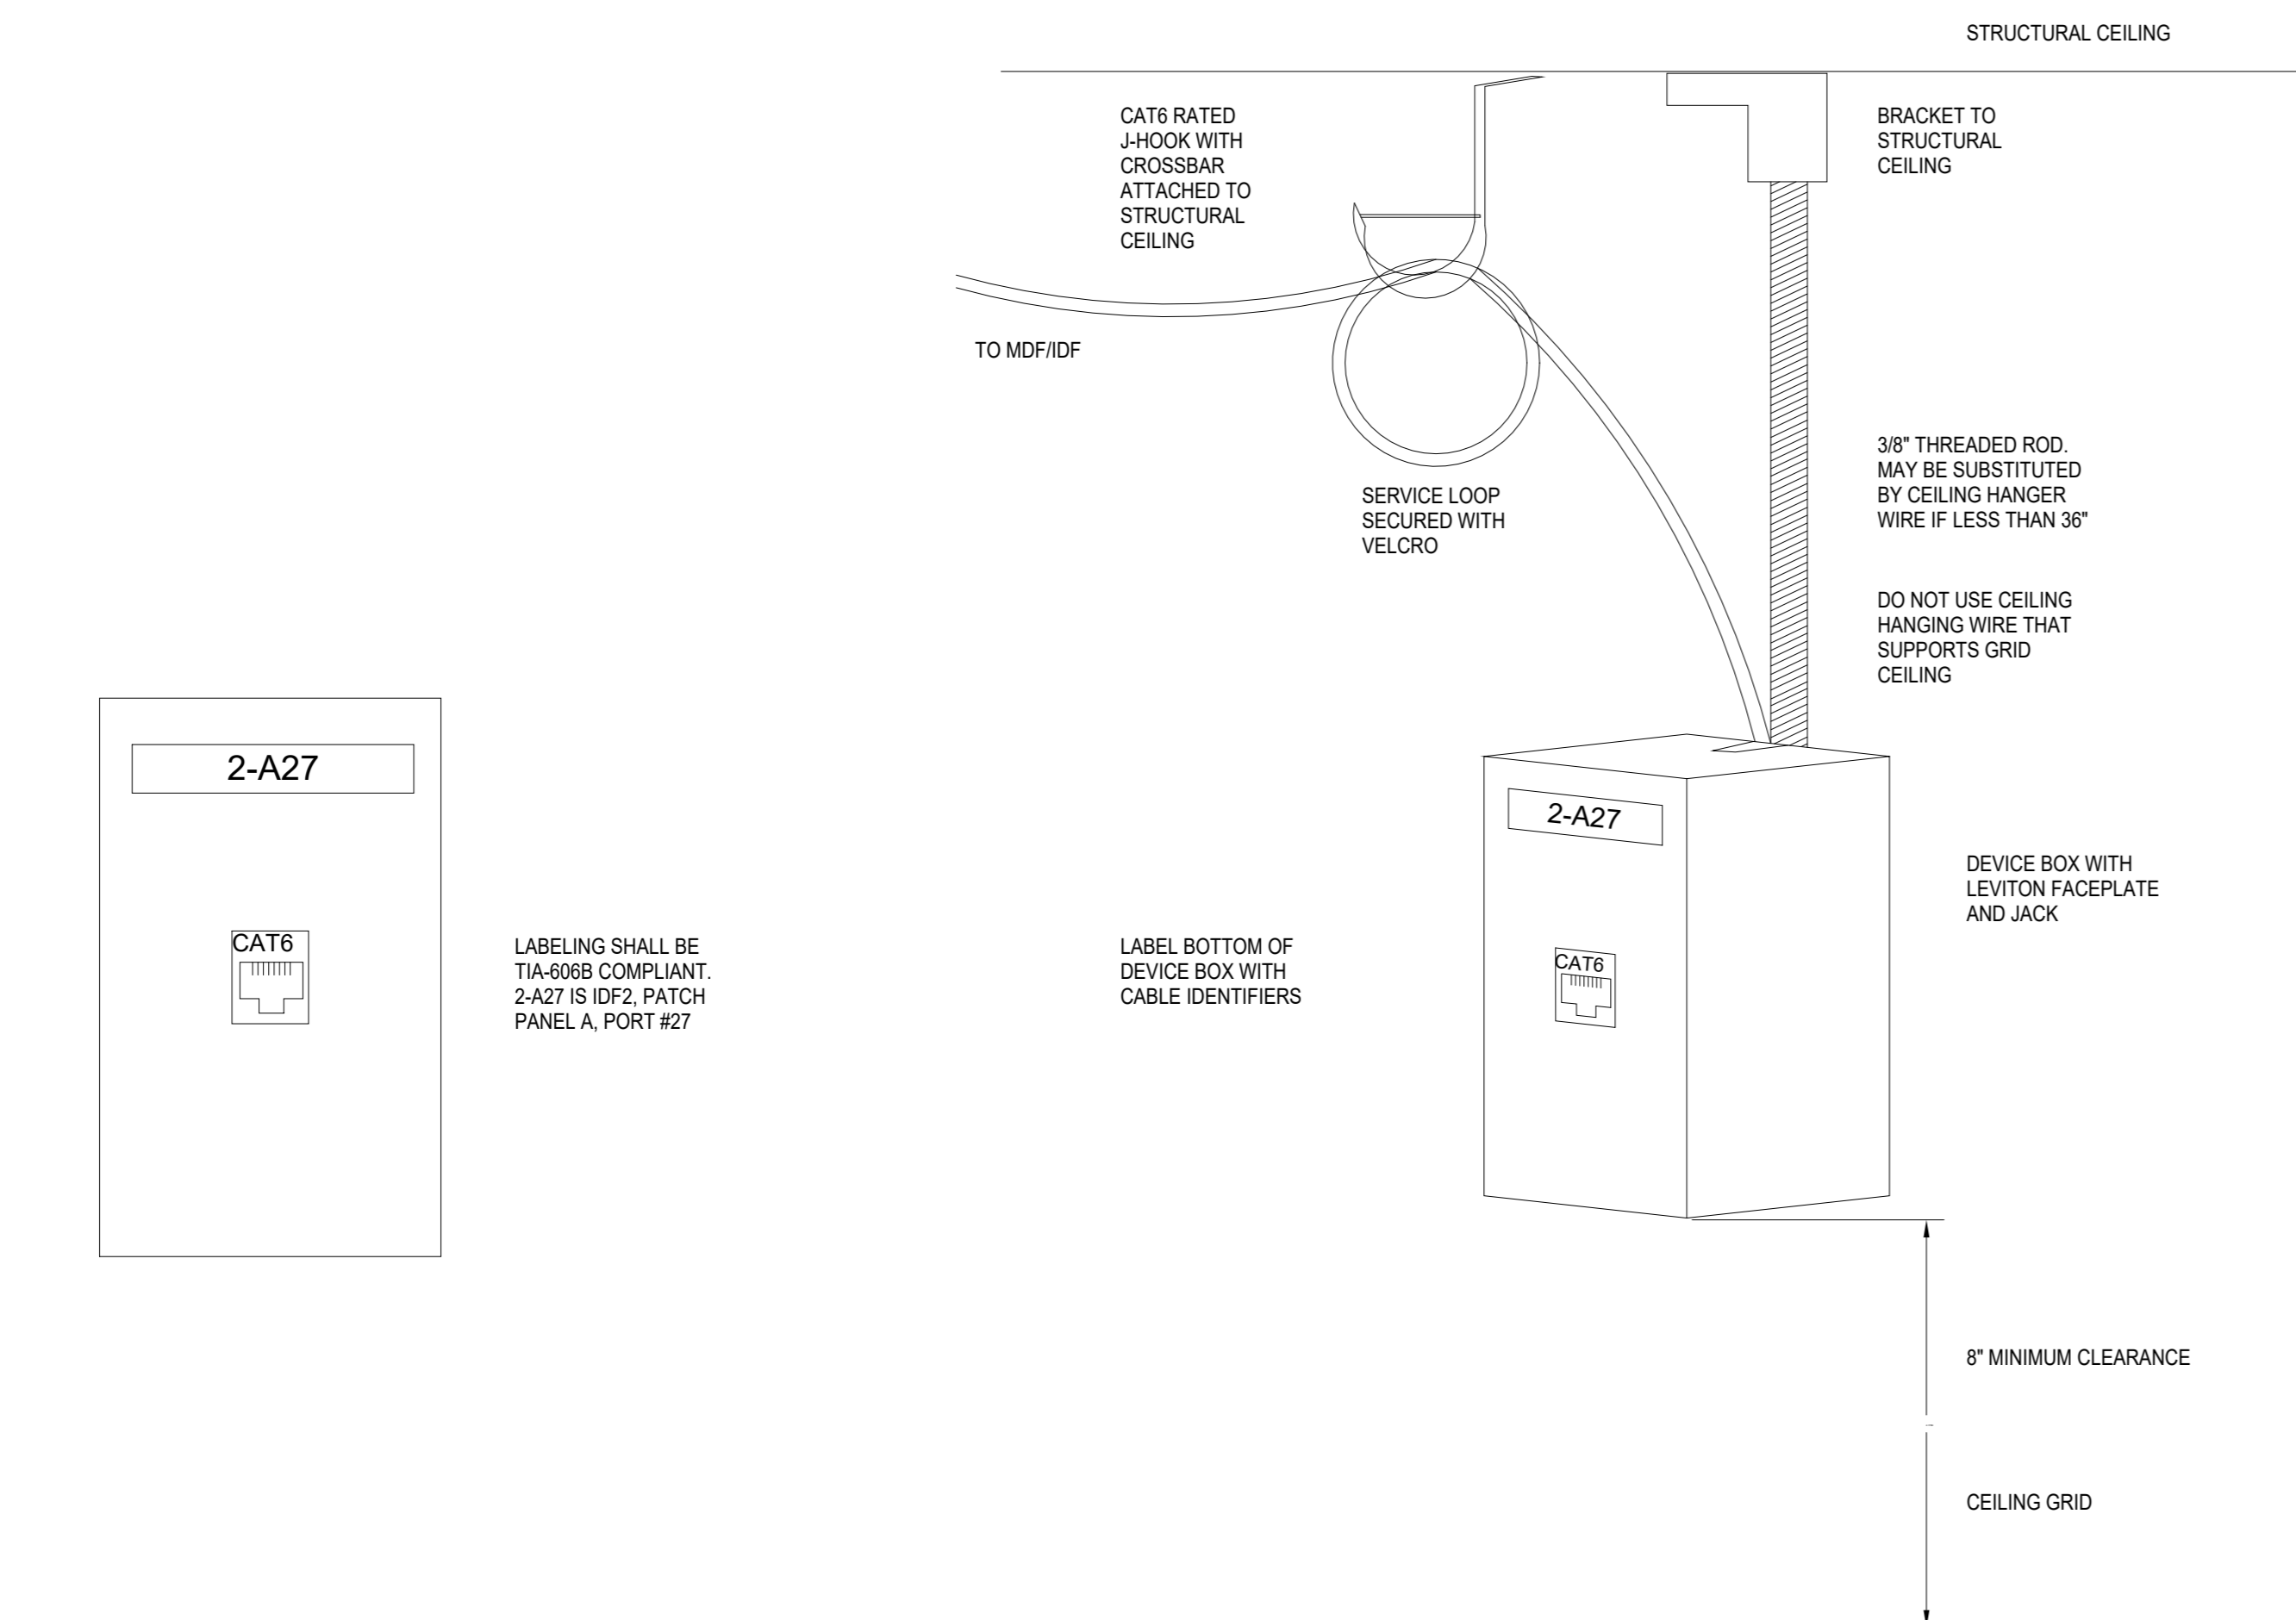 STRUCTURAL CEILING
CAT6 RATED
J-HOOK WITH
CROSSBAR
ATTACHED TO
STRUCTURAL
CEILING
BRACKET TO
STRUCTURAL
CEILING
TO MDF/IDF
3/8" THREADED ROD.
MAY BE SUBSTITUTED
BY CEILING HANGER
WIRE IF LESS THAN 36"
SERVICE LOOP
SECURED WITH
VELCRO
DO NOT USE CEILING
HANGING WIRE THAT
SUPPORTS GRID
CEILING
2-A27
CAT6
LABELING SHALL BE
TIA-606B COMPLIANT.
2-A27 IS IDF2, PATCH
PANEL A, PORT #27
LABEL BOTTOM OF
DEVICE BOX WITH
CABLE IDENTIFIERS
2-A27
CAT6
DEVICE BOX WITH
LEVITON FACEPLATE
AND JACK
8" MINIMUM CLEARANCE
CEILING GRID